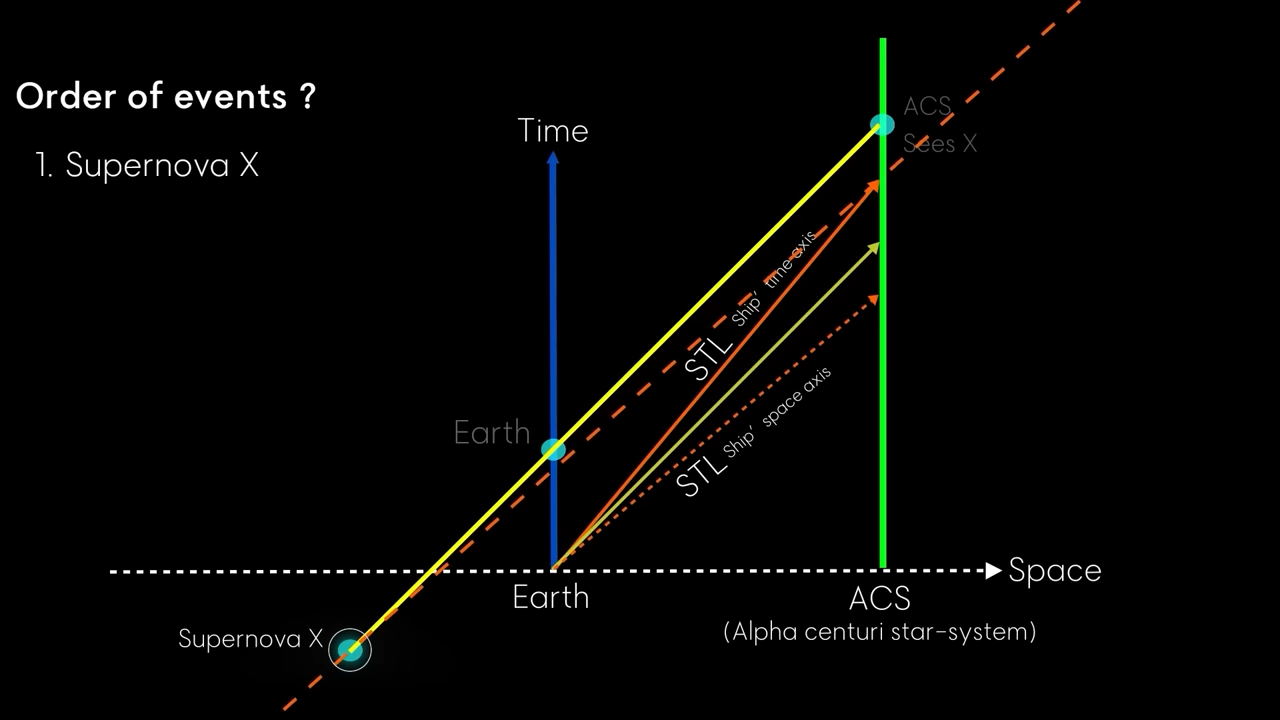 Order of events ?
1. Supernova X
Time
ACS
Sees X
STL Ship' time axis
STL Ship' space axis
Earth
Space
Earth
ACS
(Alpha centuri star-system)
Supernova X